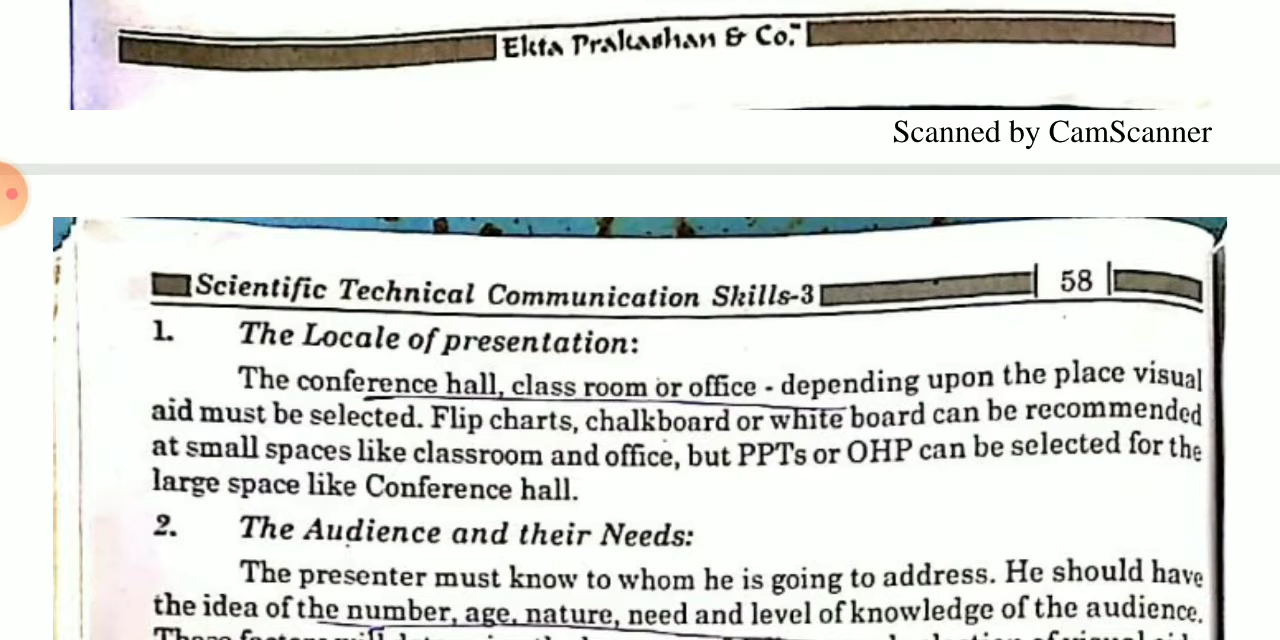 Ekta Prakashan & Co.
Scanned by CamScanner
Scientific Technical Communication Skills-3 58
1. The Locale of presentation:
The conference hall, class room or office - depending upon the place visual
aid must be selected. Flip charts, chalkboard or white board can be recommended
at small spaces like classroom and office, but PPTs or OHP can be selected for the
large space like Conference hall.
2. The Audience and their Needs:
The presenter must know to whom he is going to address. He should have
the idea of the number, age, nature, need and level of knowledge of the audience.